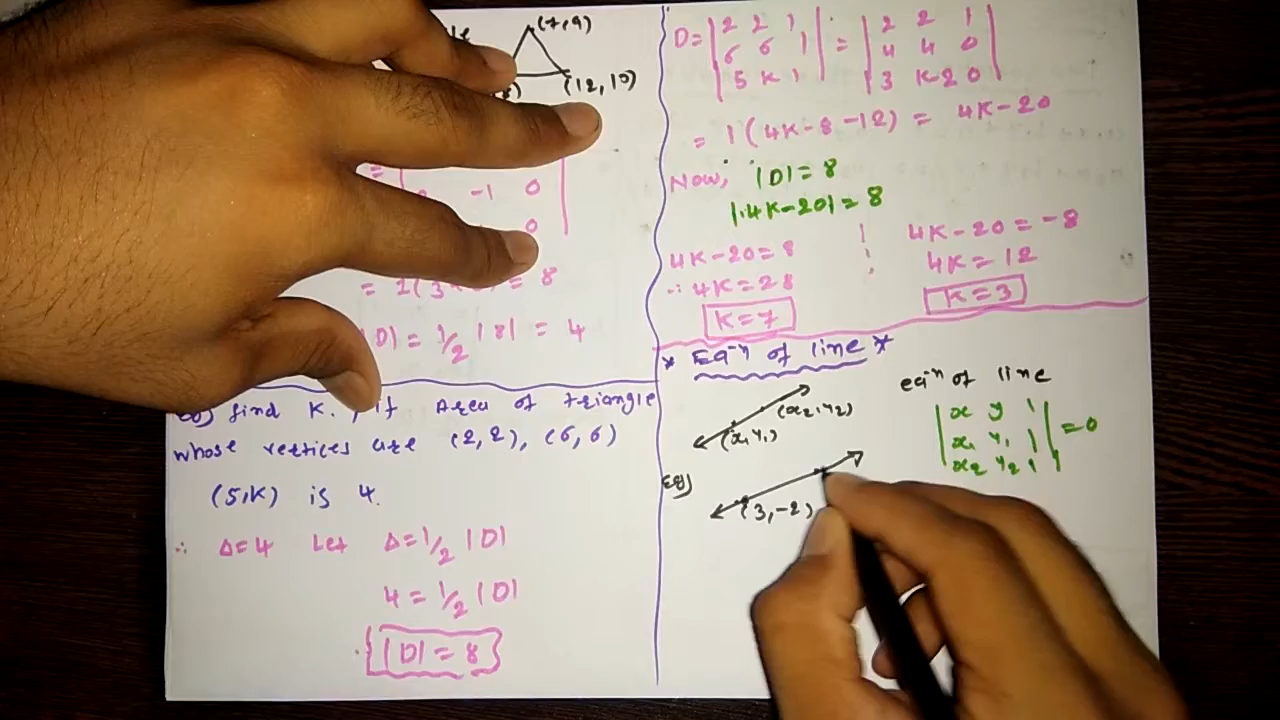 (7,9)
(12,10)
=
-1 0
0
= 8
|D| = 1/2 |8| = 4
find K., if Area of triangle
whose vertices are (2,2), (6,6)
(5,K) is 4.
∴ Δ=4 Let Δ=1/2 |D|
4 = 1/2 |D|
|D| = 8
D = | 2 2 1 | = | 2 2 1 |
| 6 6 1 | | 4 4 0 |
| 5 K 1 | | 3 K-2 0 |
= 1(4K-8-12) = 4K-20
Now, |D| = 8
|4K-20| = 8
4K-20=8
∴ 4K=28
K=7
4K-20=-8
4K=12
K=3
* Eqⁿ of line *
(x₂,y₂)
(x₁,y₁)
eqⁿ of line
| x y 1 |
| x₁ y₁ 1 | =0
| x₂ y₂ 1 |
Eg)
(3,-2)